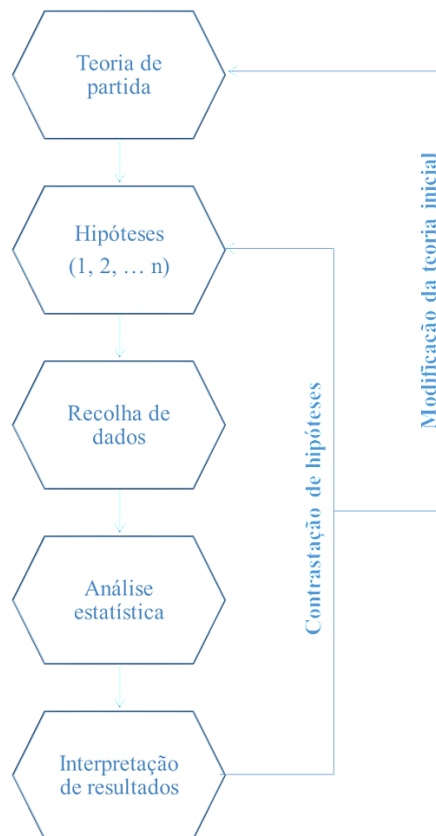 Teoria de
partida
Hipóteses
(1, 2, … n)
Recolha de
dados
Análise
estatística
Interpretação
de resultados
Contrastação de hipóteses
Modificação da teoria inicial